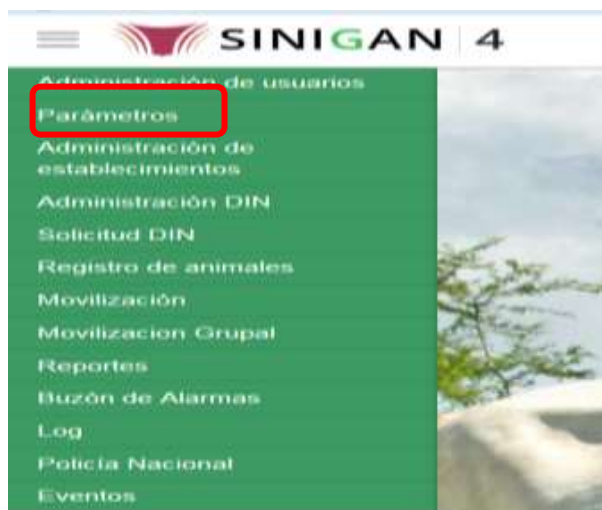 SINIGAN 4
Administración de usuarios
Parámetros
Administración de
establecimientos
Administración DIN
Solicitud DIN
Registro de animales
Movilización
Movilizacion Grupal
Reportes
Buzón de Alarmas
Log
Policía Nacional
Eventos